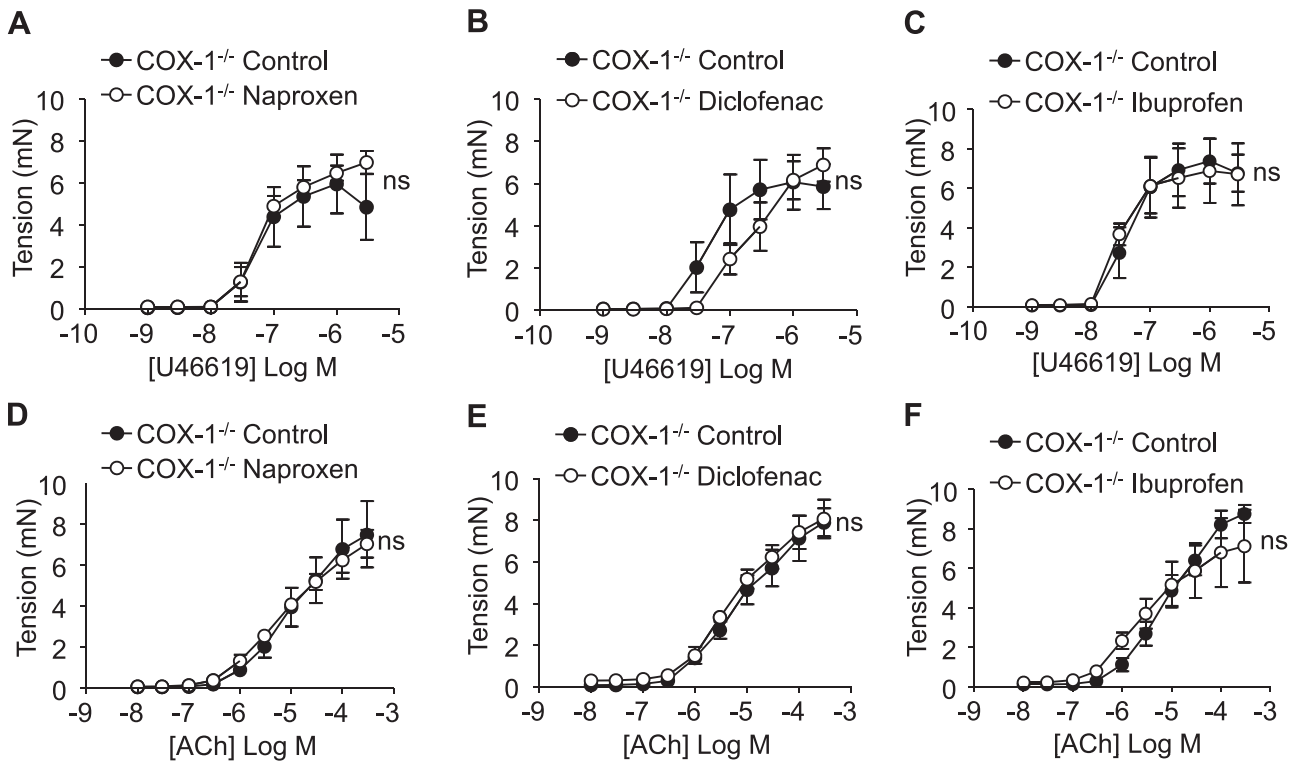 A
COX-1-/- Control
COX-1-/- Naproxen
10
8
6
4
2
0
Tension (mN)
ns
-10 -9 -8 -7 -6 -5
[U46619] Log M
B
COX-1-/- Control
COX-1-/- Diclofenac
10
8
6
4
2
0
Tension (mN)
ns
-10 -9 -8 -7 -6 -5
[U46619] Log M
C
COX-1-/- Control
COX-1-/- Ibuprofen
10
8
6
4
2
0
Tension (mN)
ns
-10 -9 -8 -7 -6 -5
[U46619] Log M
D
COX-1-/- Control
COX-1-/- Naproxen
10
8
6
4
2
0
Tension (mN)
ns
-9 -8 -7 -6 -5 -4 -3
[ACh] Log M
E
COX-1-/- Control
COX-1-/- Diclofenac
10
8
6
4
2
0
Tension (mN)
ns
-9 -8 -7 -6 -5 -4 -3
[ACh] Log M
F
COX-1-/- Control
COX-1-/- Ibuprofen
10
8
6
4
2
0
Tension (mN)
ns
-9 -8 -7 -6 -5 -4 -3
[ACh] Log M